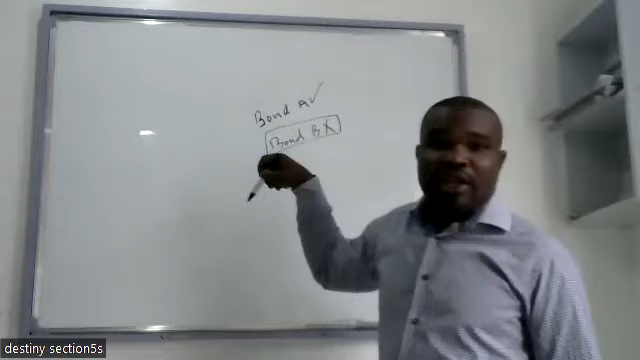 Bond A ✓
Bond B X
destiny section5s